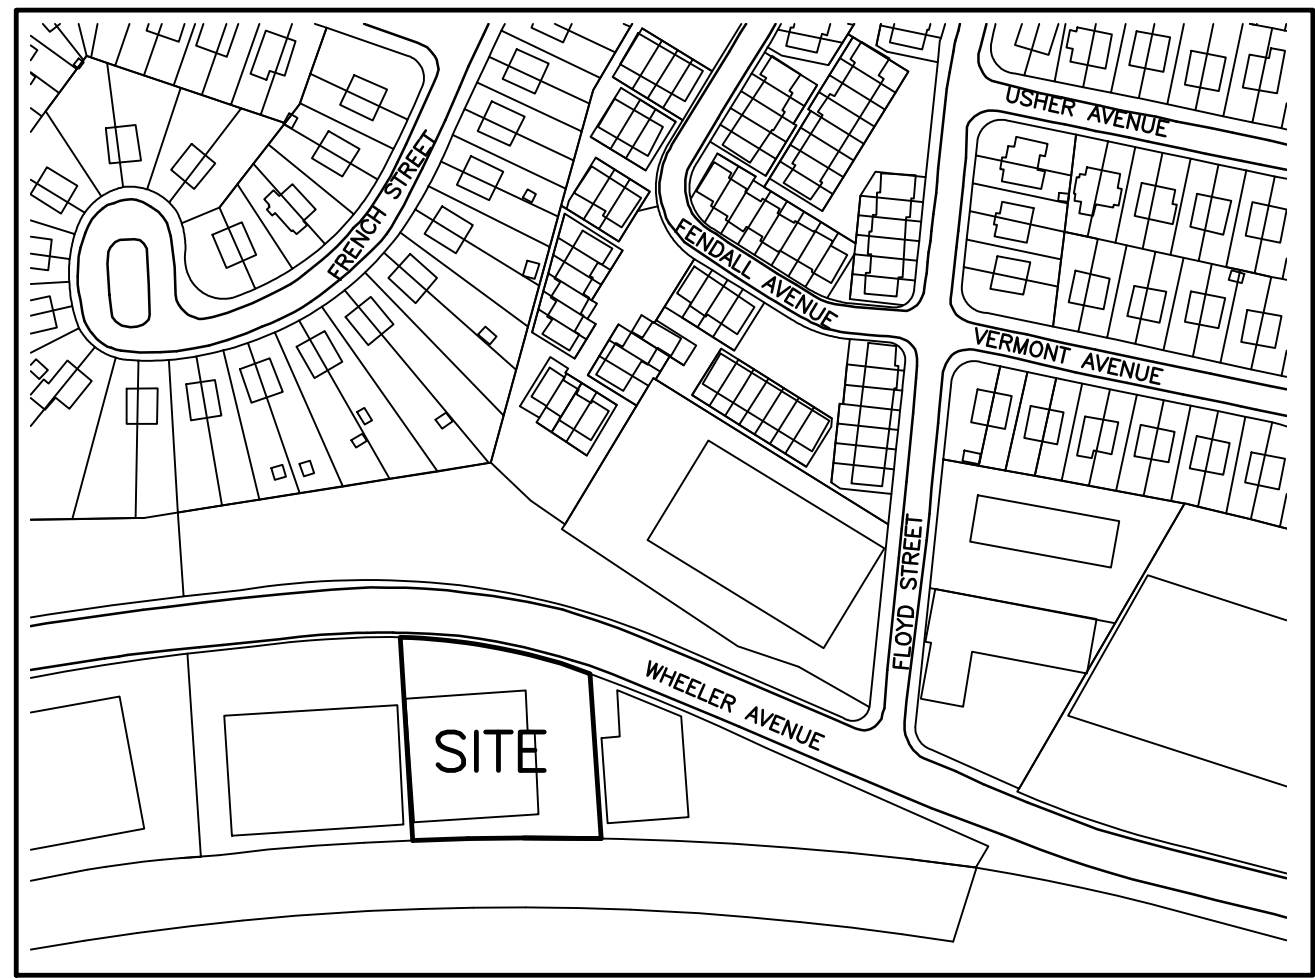 USHER AVENUE
FRENCH STREET
FENDALL AVENUE
VERMONT AVENUE
FLOYD STREET
WHEELER AVENUE
SITE